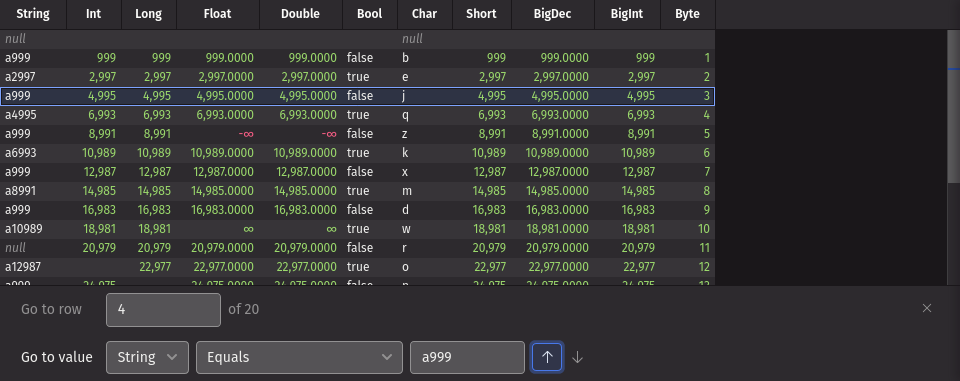 String Int Long Float Double Bool Char Short BigDec BigInt Byte
null null
a999 999 999 999.0000 999.0000 false b 999 999.0000 999 1
a2997 2,997 2,997 2,997.0000 2,997.0000 true e 2,997 2,997.0000 2,997 2
a999 4,995 4,995 4,995.0000 4,995.0000 false j 4,995 4,995.0000 4,995 3
a4995 6,993 6,993 6,993.0000 6,993.0000 true q 6,993 6,993.0000 6,993 4
a999 8,991 8,991 -∞ -∞ false z 8,991 8,991.0000 8,991 5
a6993 10,989 10,989 10,989.0000 10,989.0000 true k 10,989 10,989.0000 10,989 6
a999 12,987 12,987 12,987.0000 12,987.0000 false x 12,987 12,987.0000 12,987 7
a8991 14,985 14,985 14,985.0000 14,985.0000 true m 14,985 14,985.0000 14,985 8
a999 16,983 16,983 16,983.0000 16,983.0000 false d 16,983 16,983.0000 16,983 9
a10989 18,981 18,981 ∞ ∞ true w 18,981 18,981.0000 18,981 10
null 20,979 20,979 20,979.0000 20,979.0000 false r 20,979 20,979.0000 20,979 11
a12987 22,977 22,977.0000 22,977.0000 true o 22,977 22,977.0000 22,977 12
Go to row 4 of 20
Go to value String Equals a999